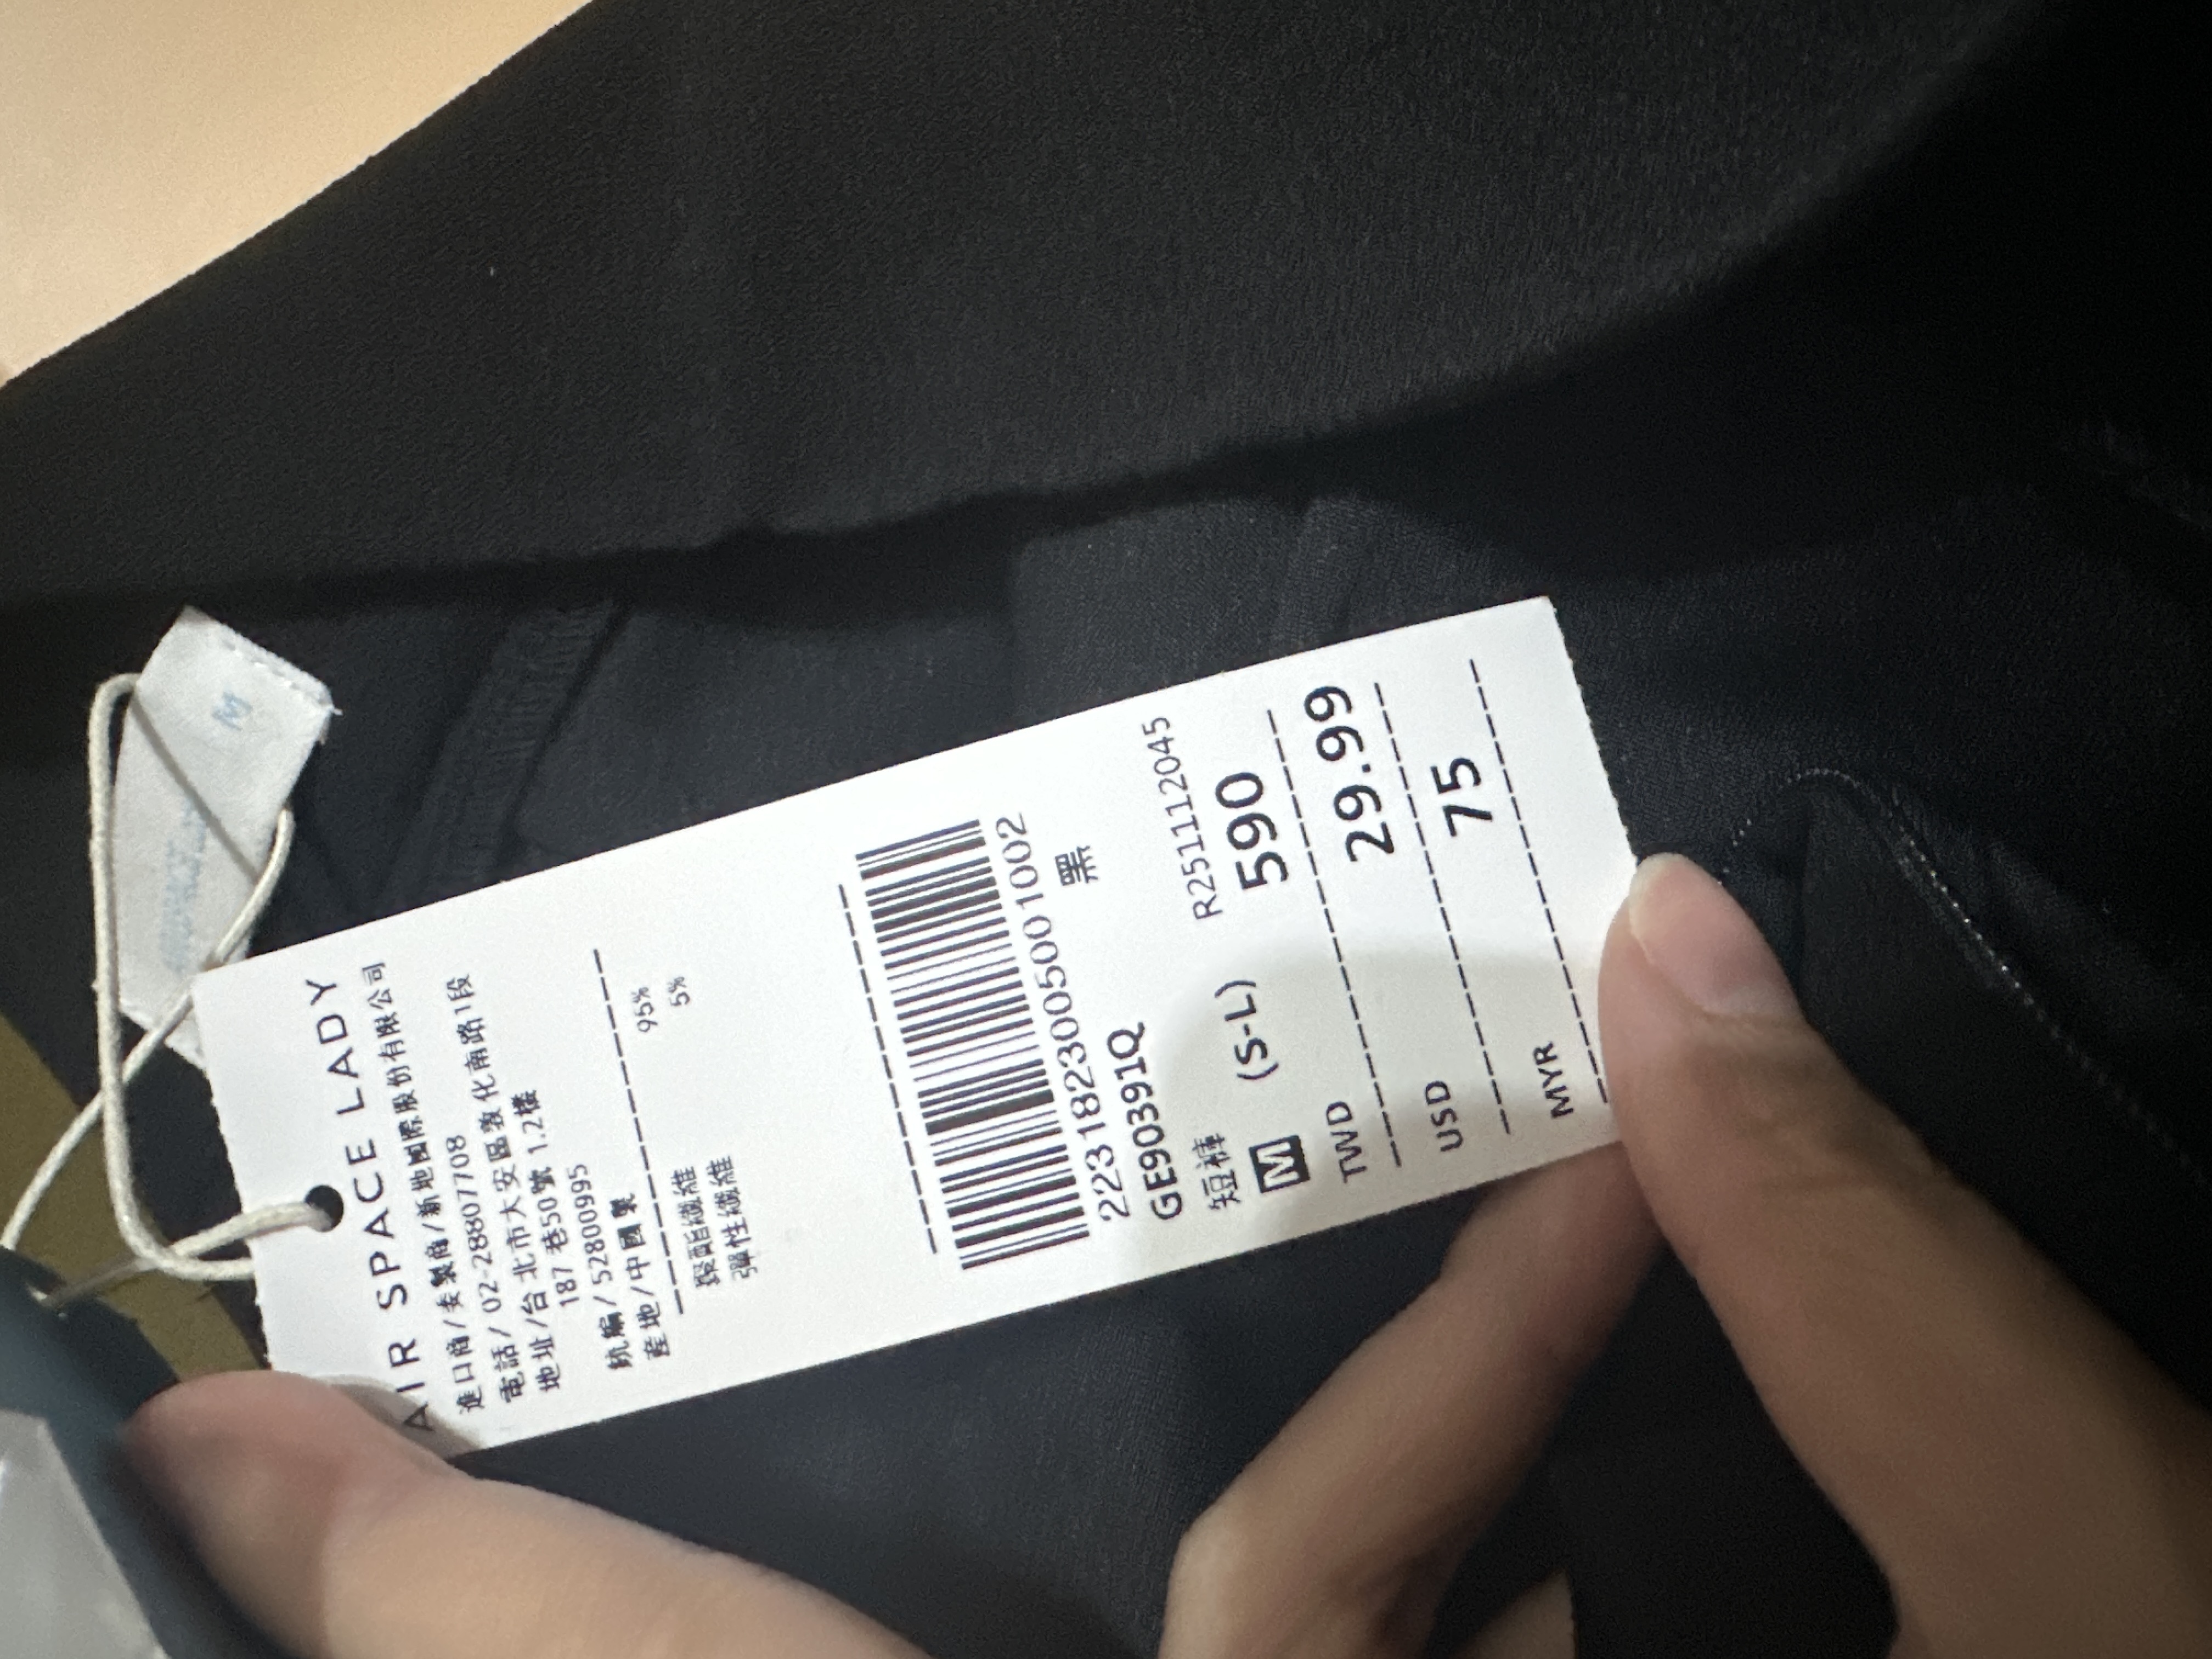 AIR SPACE LADY
進口商/委製商/新地國際股份有限公司
電話/02-28807708
地址/台北市大安區敦化南路1段
187巷50號1.2樓
統編/52800995
產地/中國製
聚酯纖維 95%
彈性纖維 5%
2231823005001002
GE90391Q 黑
短褲 R251112045
M (S-L) 590
TWD
29.99
USD
75
MYR
M